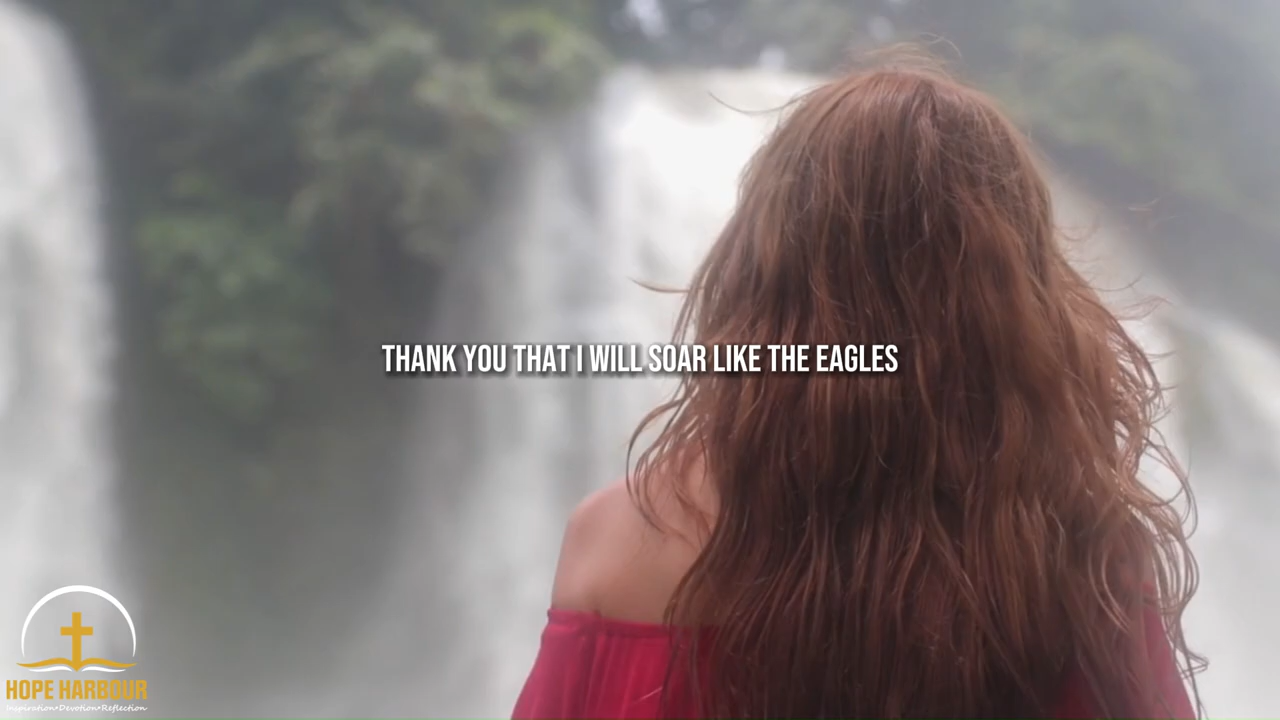 THANK YOU THAT I WILL SOAR LIKE THE EAGLES
HOPE HARBOUR
Inspiration•Devotion•Reflection